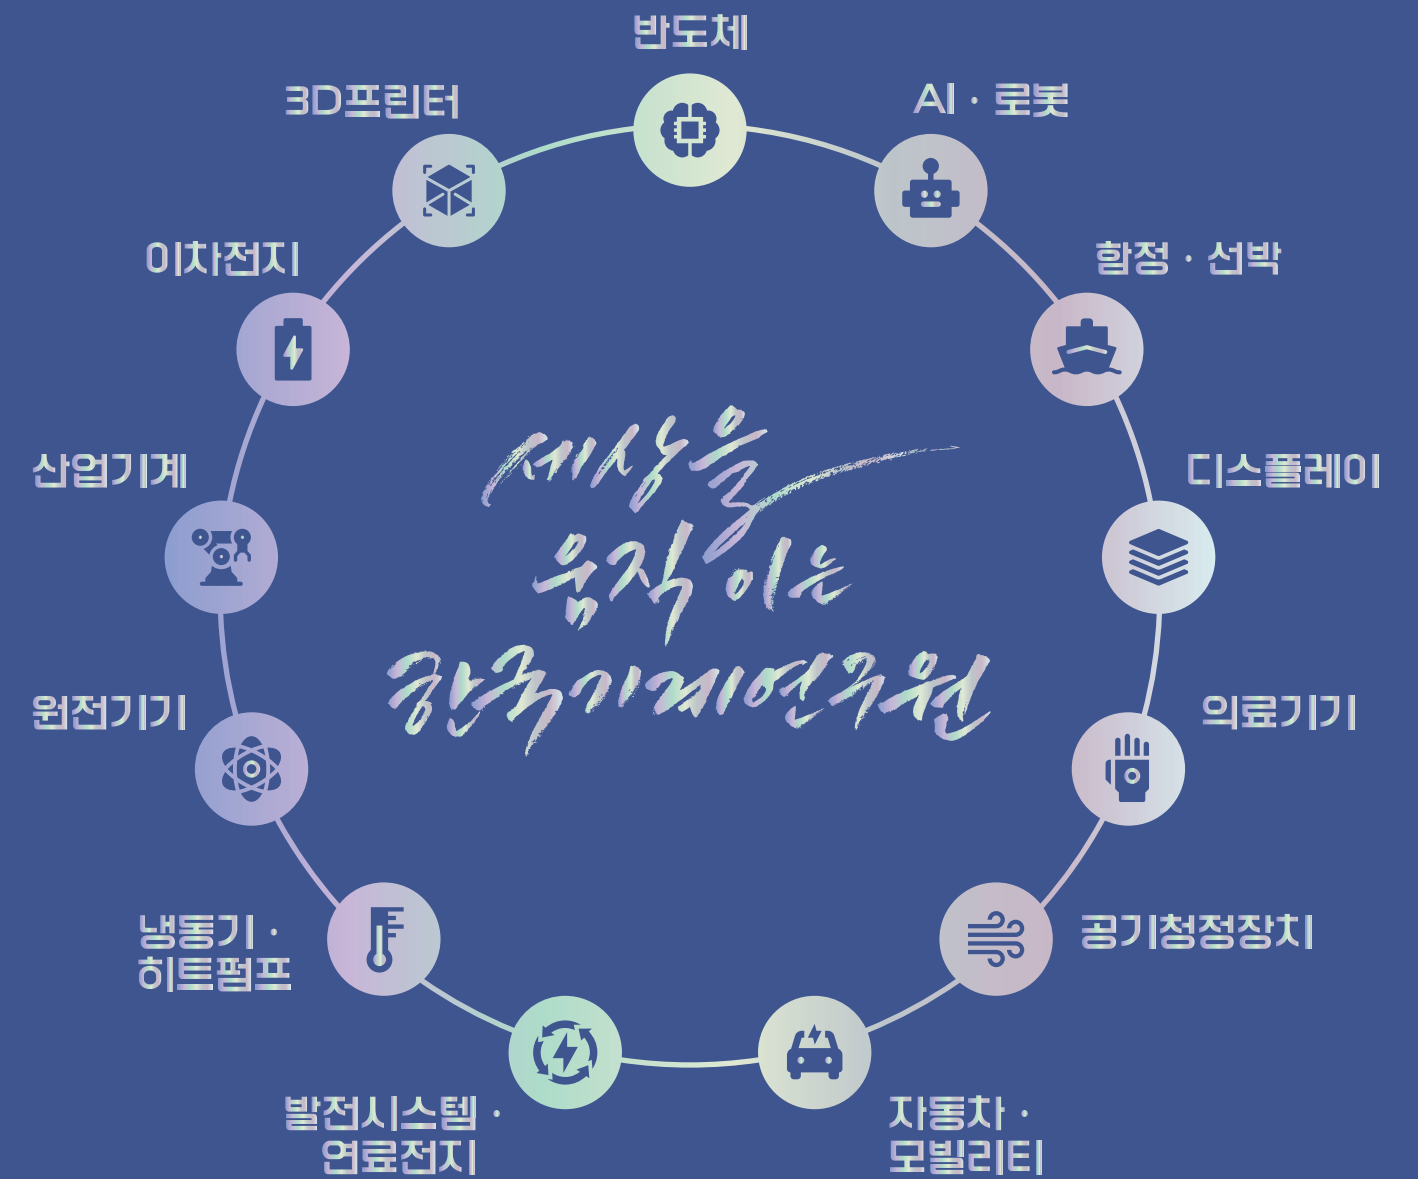 반도체
3D프린터
AI · 로봇
이차전지
함정 · 선박
세상을
움직이는
한국기계연구원
산업기계
디스플레이
원전기기
의료기기
냉동기 ·
히트펌프
공기청정장치
발전시스템 ·
연료전지
자동차 ·
모빌리티